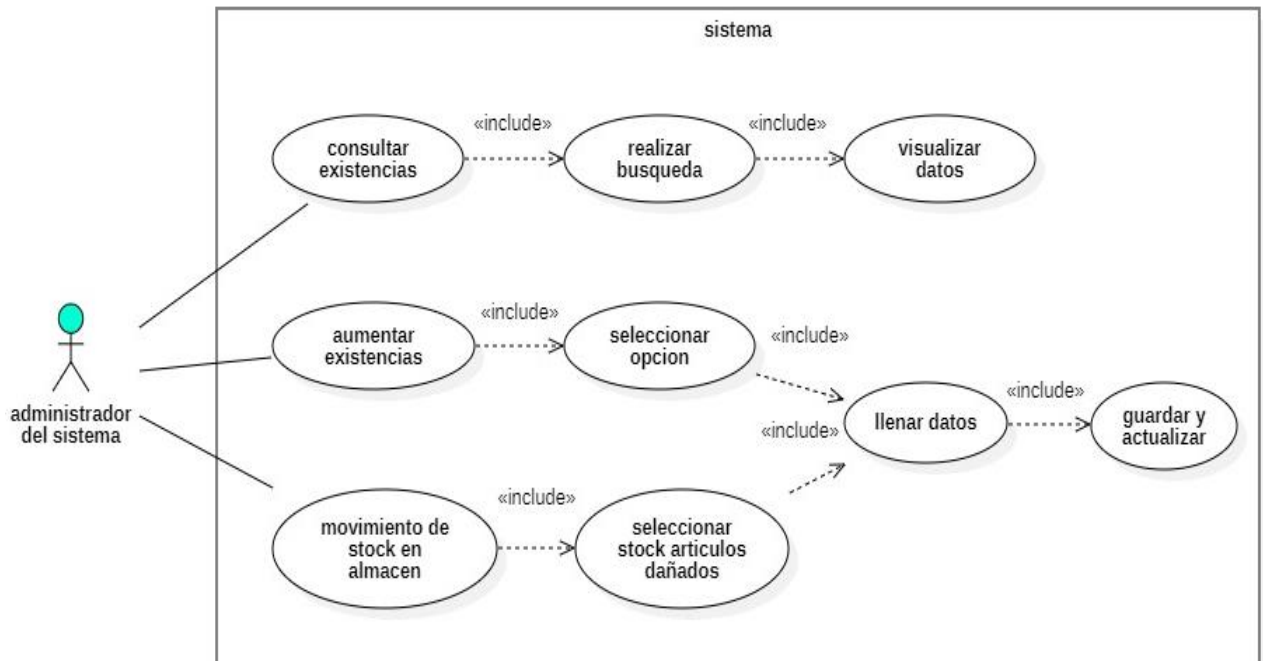 sistema
«include»
«include»
consultar
existencias
realizar
busqueda
visualizar
datos
«include»
aumentar
existencias
seleccionar
opcion
«include»
administrador
del sistema
«include»
«include»
llenar datos
guardar y
actualizar
«include»
movimiento de
stock en
almacen
seleccionar
stock articulos
dañados